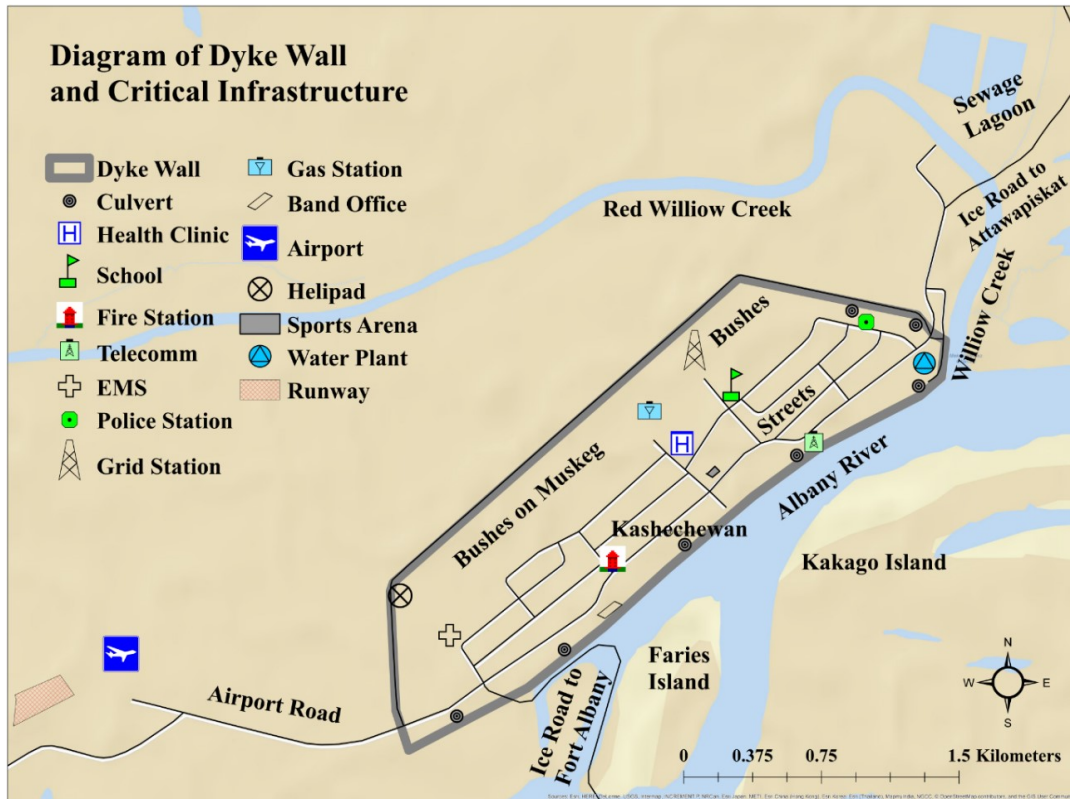 Diagram of Dyke Wall
and Critical Infrastructure
Dyke Wall
Culvert
H
Health Clinic
School
Fire Station
Telecomm
EMS
Police Station
Grid Station
Gas Station
Band Office
Airport
Helipad
Sports Arena
Water Plant
Runway
Sewage
Lagoon
Ice Road to
Attawapiskat
Red Williow Creek
Williow Creek
Bushes
Streets
H
Bushes on Muskeg
Albany River
Kashechewan
Kakago Island
Faries
Island
Airport Road
Ice Road to
Fort Albany
N
W E
S
0 0.375 0.75 1.5 Kilometers